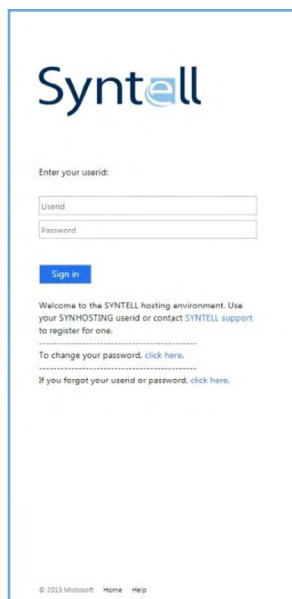 Syntell
Enter your userid:
Userid
Password
Sign in
Welcome to the SYNTELL hosting environment. Use
your SYNHOSTING userid or contact SYNTELL support
to register for one.
--------------------------------------------
To change your password, click here.
--------------------------------------------
If you forgot your userid or password, click here.
© 2013 Microsoft Home Help